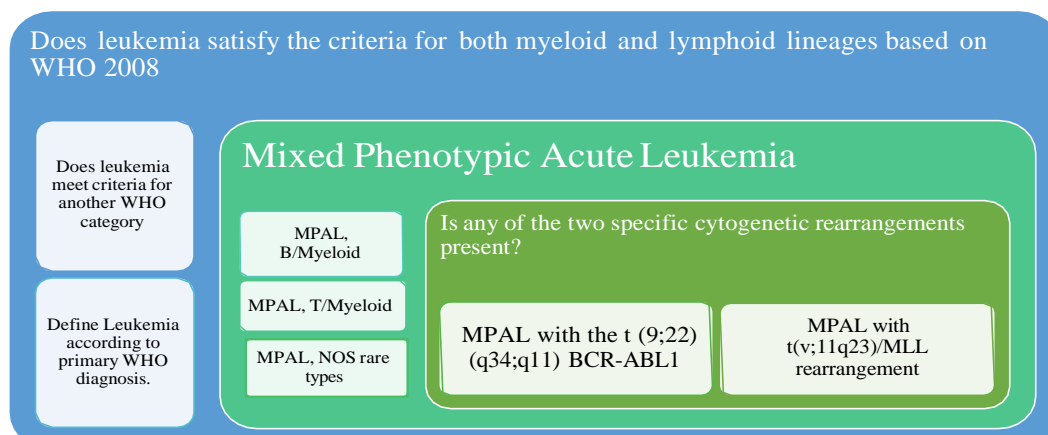 Does leukemia satisfy the criteria for both myeloid and lymphoid lineages based on
WHO 2008
Does leukemia
meet criteria for
another WHO
category
Define Leukemia
according to
primary WHO
diagnosis.
Mixed Phenotypic Acute Leukemia
MPAL,
B/Myeloid
MPAL, T/Myeloid
MPAL, NOS rare
types
Is any of the two specific cytogenetic rearrangements
present?
MPAL with the t (9;22)
(q34;q11) BCR-ABL1
MPAL with
t(v;11q23)/MLL
rearrangement